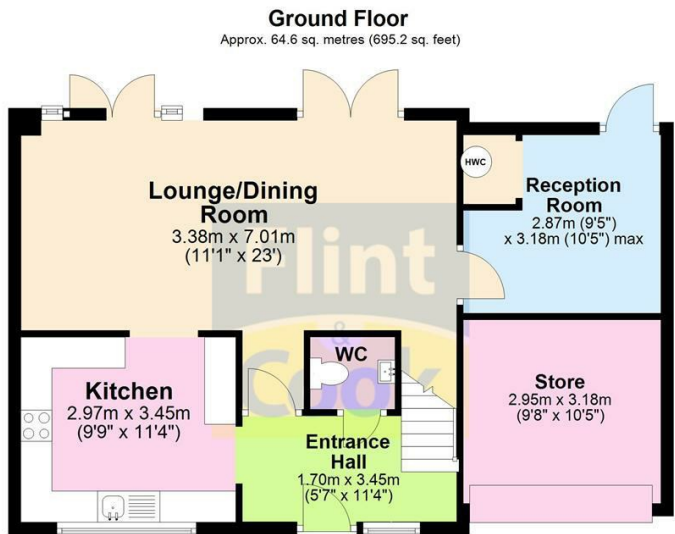 Ground Floor
Approx. 64.6 sq. metres (695.2 sq. feet)
HWC
Lounge/Dining
Room
3.38m x 7.01m
(11'1" x 23')
Reception
Room
2.87m (9'5")
x 3.18m (10'5") max
Flint
&
Cook
WC
Kitchen
2.97m x 3.45m
(9'9" x 11'4")
Store
2.95m x 3.18m
(9'8" x 10'5")
Entrance
Hall
1.70m x 3.45m
(5'7" x 11'4")